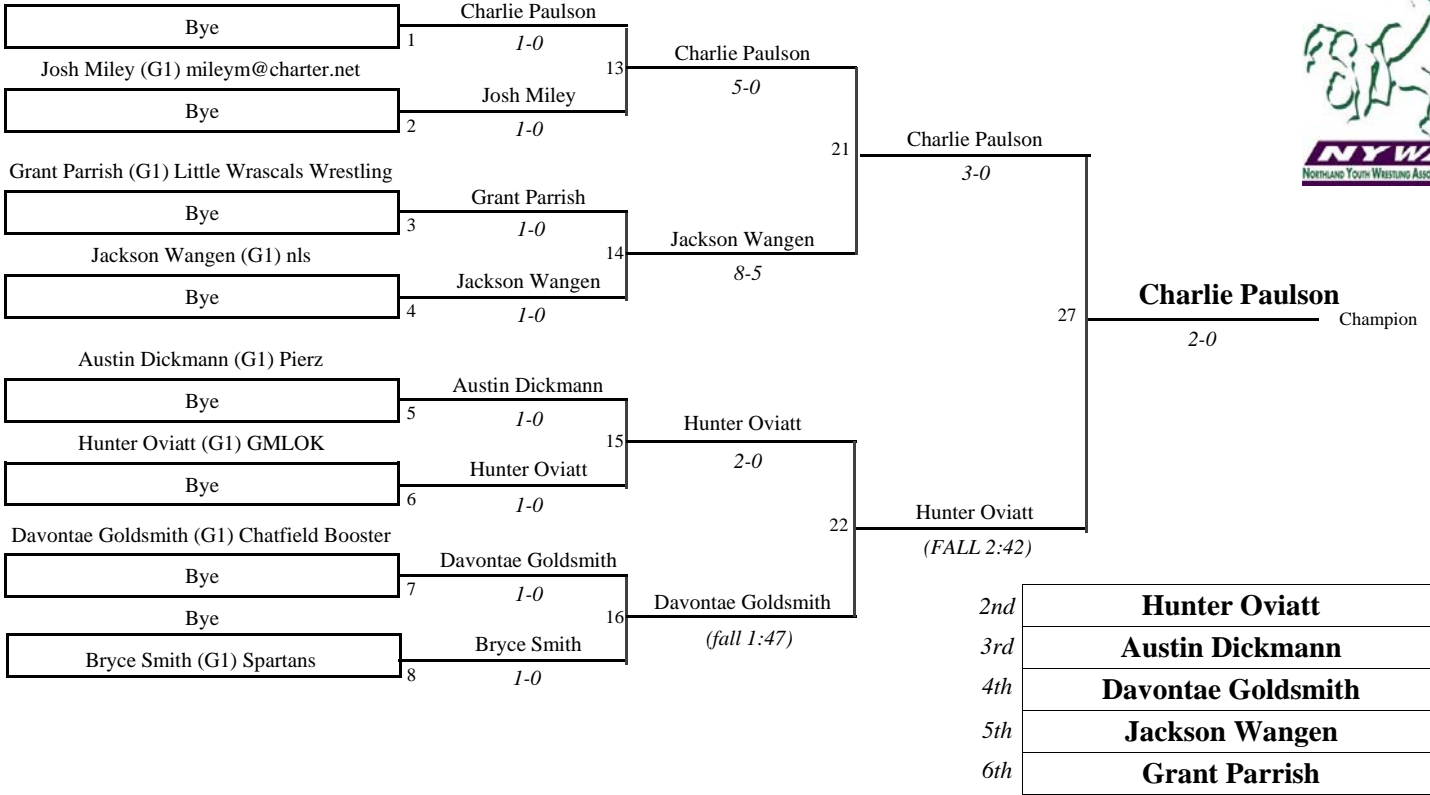 Charlie Paulson
Bye
1
1-0
Josh Miley (G1) mileym@charter.net
13
Charlie Paulson
5-0
Bye
Josh Miley
2
1-0
21
Charlie Paulson
3-0
Grant Parrish (G1) Little Wrascals Wrestling
Bye
Grant Parrish
3
1-0
Jackson Wangen (G1) nls
14
Jackson Wangen
8-5
Bye
Jackson Wangen
4
1-0
27
Charlie Paulson
Champion
2-0
Austin Dickmann (G1) Pierz
Bye
Austin Dickmann
5
1-0
Hunter Oviatt (G1) GMLOK
15
Hunter Oviatt
2-0
Bye
Hunter Oviatt
6
1-0
22
Hunter Oviatt
(FALL 2:42)
Davontae Goldsmith (G1) Chatfield Booster
Bye
Davontae Goldsmith
7
1-0
Bye
16
Davontae Goldsmith
(fall 1:47)
Bryce Smith (G1) Spartans
Bryce Smith
8
1-0
2nd Hunter Oviatt
3rd Austin Dickmann
4th Davontae Goldsmith
5th Jackson Wangen
6th Grant Parrish
NORTHLAND YOUTH WRESTLING